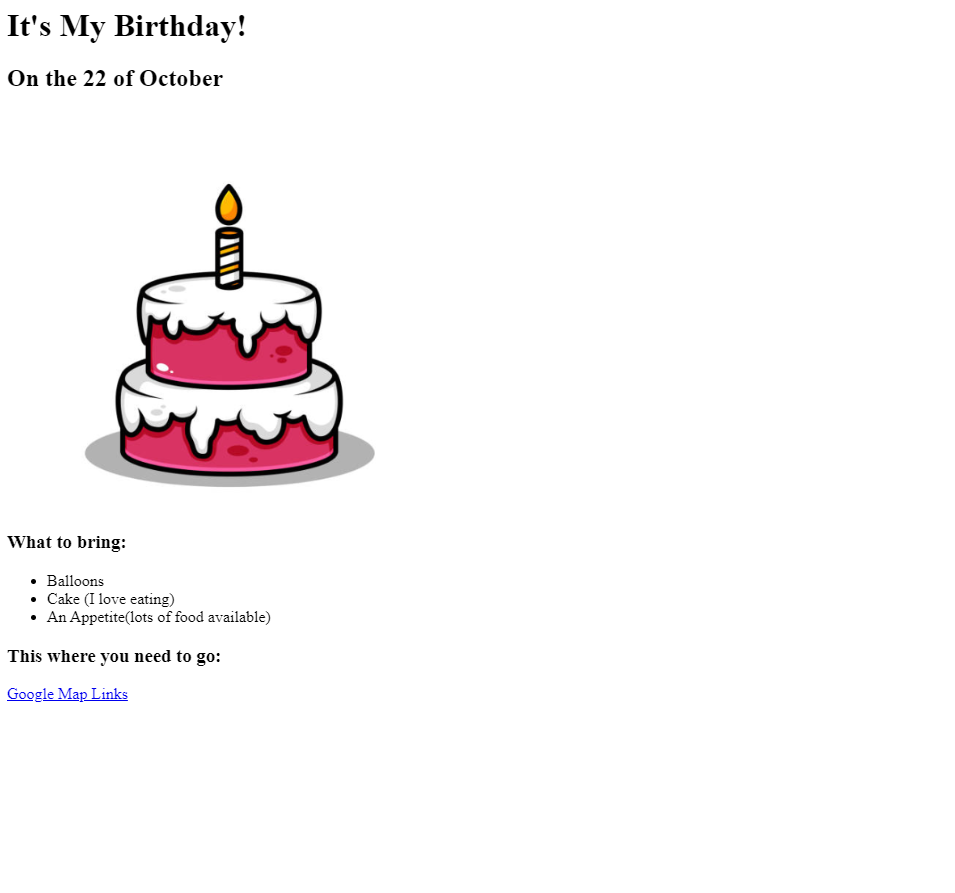 It's My Birthday!
On the 22 of October
What to bring:
Balloons
Cake (I love eating)
An Appetite(lots of food available)
This where you need to go:
Google Map Links